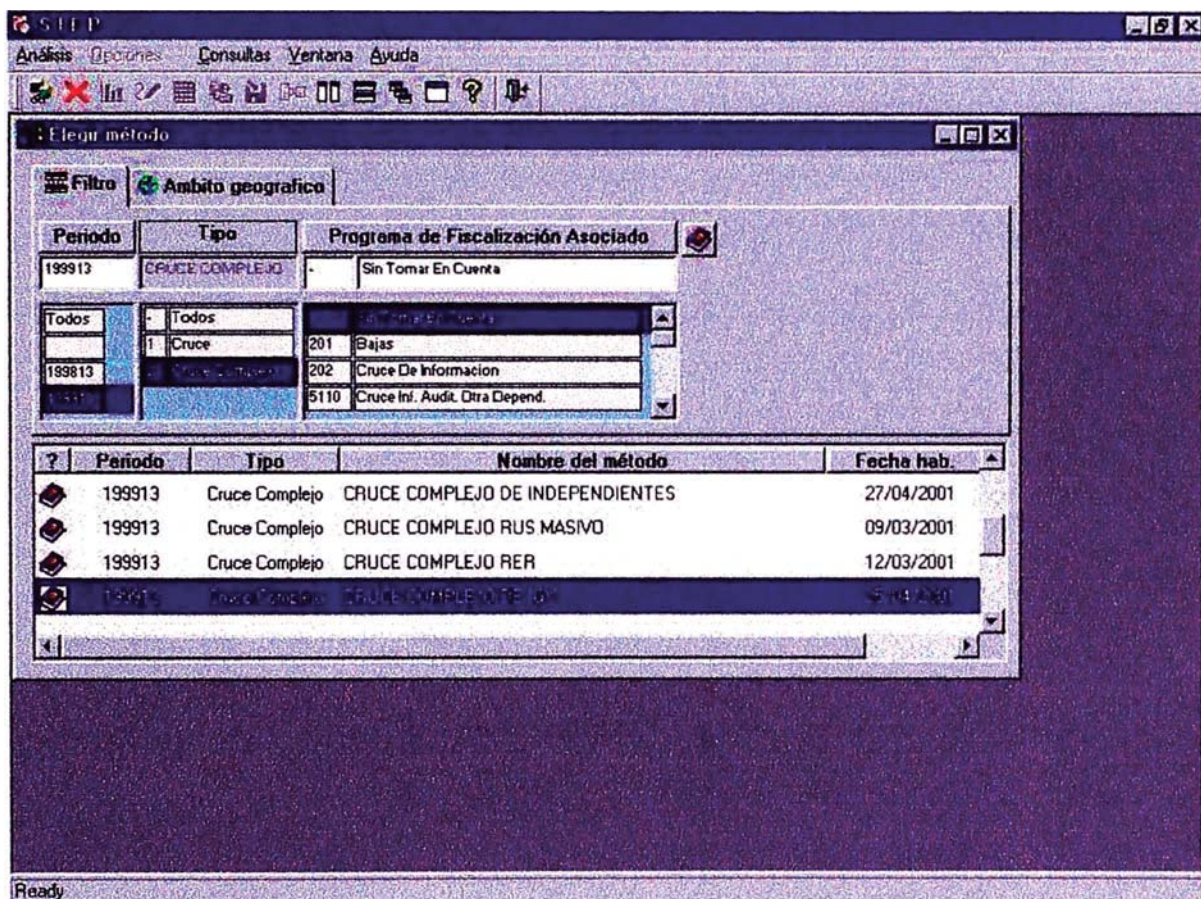 Análisis Opciones Consultas Ventana Ayuda
Elegir método
Filtro Ambito geografico
Periodo Tipo Programa de Fiscalización Asociado
199913 CRUCE COMPLEJO - Sin Tomar En Cuenta
Todos - Todos
1 Cruce 201 Bajas
199813 202 Cruce De Informacion
5110 Cruce Inf. Audit. Otra Depend.
? Periodo Tipo Nombre del método Fecha hab.
199913 Cruce Complejo CRUCE COMPLEJO DE INDEPENDIENTES 27/04/2001
199913 Cruce Complejo CRUCE COMPLEJO RUS MASIVO 09/03/2001
199913 Cruce Complejo CRUCE COMPLEJO RER 12/03/2001
Ready